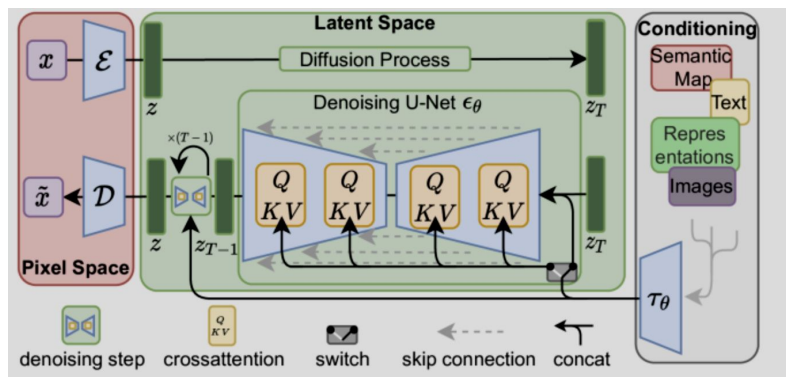 Latent Space
Conditioning
x
ℰ
Diffusion Process
z
z_T
Semantic
Map
Text
Repres
entations
Images
Denoising U-Net ϵ_θ
×(T−1)
Q
KV
Q
KV
Q
KV
Q
KV
x̃
𝒟
z
z_{T−1}
z_T
Pixel Space
τ_θ
Q
KV
denoising step
crossattention
switch
skip connection
concat